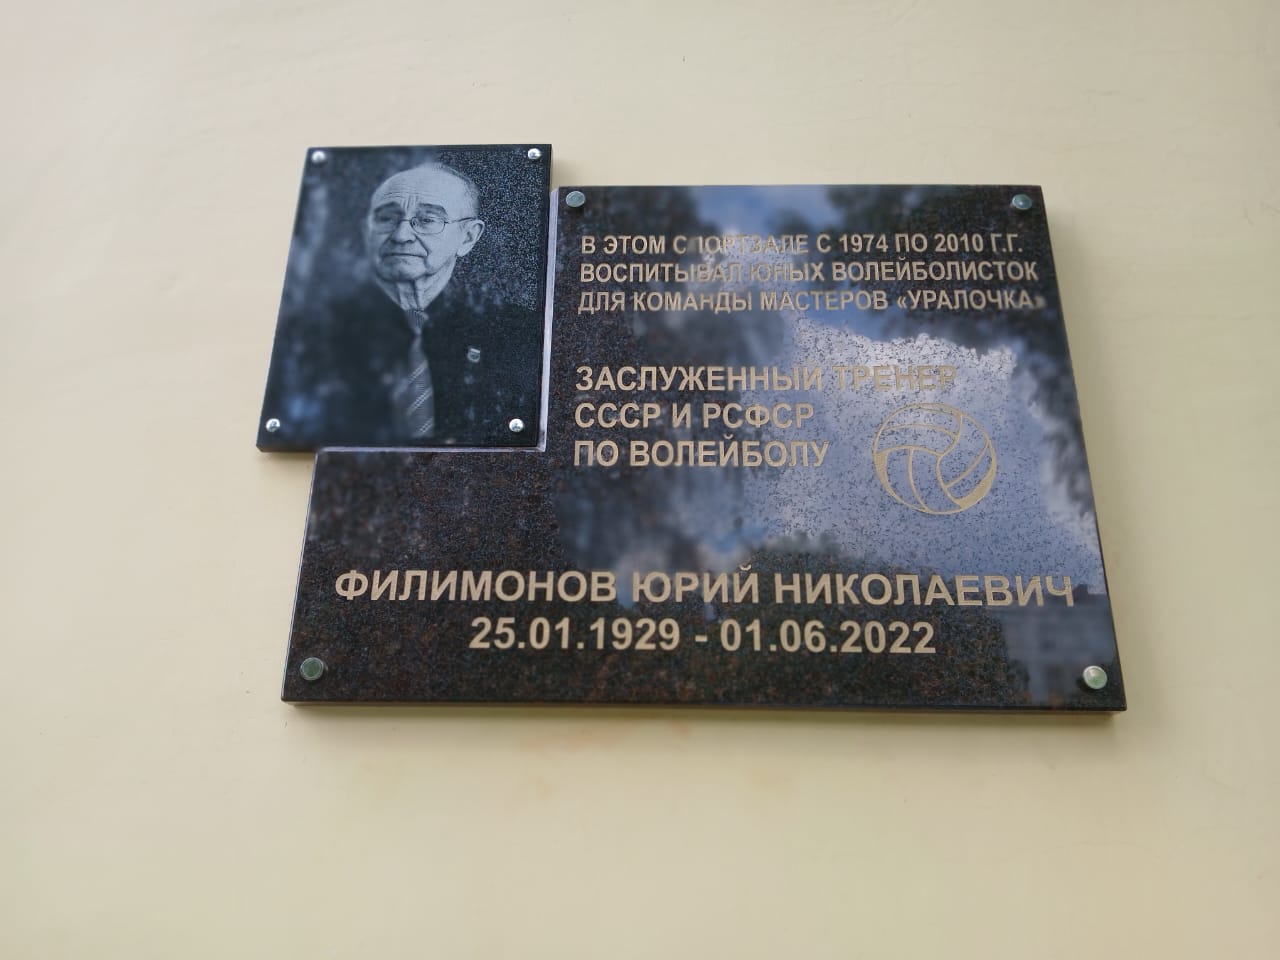 В ЭТОМ СПОРТЗАЛЕ С 1974 ПО 2010 Г.Г.
ВОСПИТЫВАЛ ЮНЫХ ВОЛЕЙБОЛИСТОК
ДЛЯ КОМАНДЫ МАСТЕРОВ «УРАЛОЧКА»
ЗАСЛУЖЕННЫЙ ТРЕНЕР
СССР И РСФСР
ПО ВОЛЕЙБОЛУ
ФИЛИМОНОВ ЮРИЙ НИКОЛАЕВИЧ
25.01.1929 - 01.06.2022